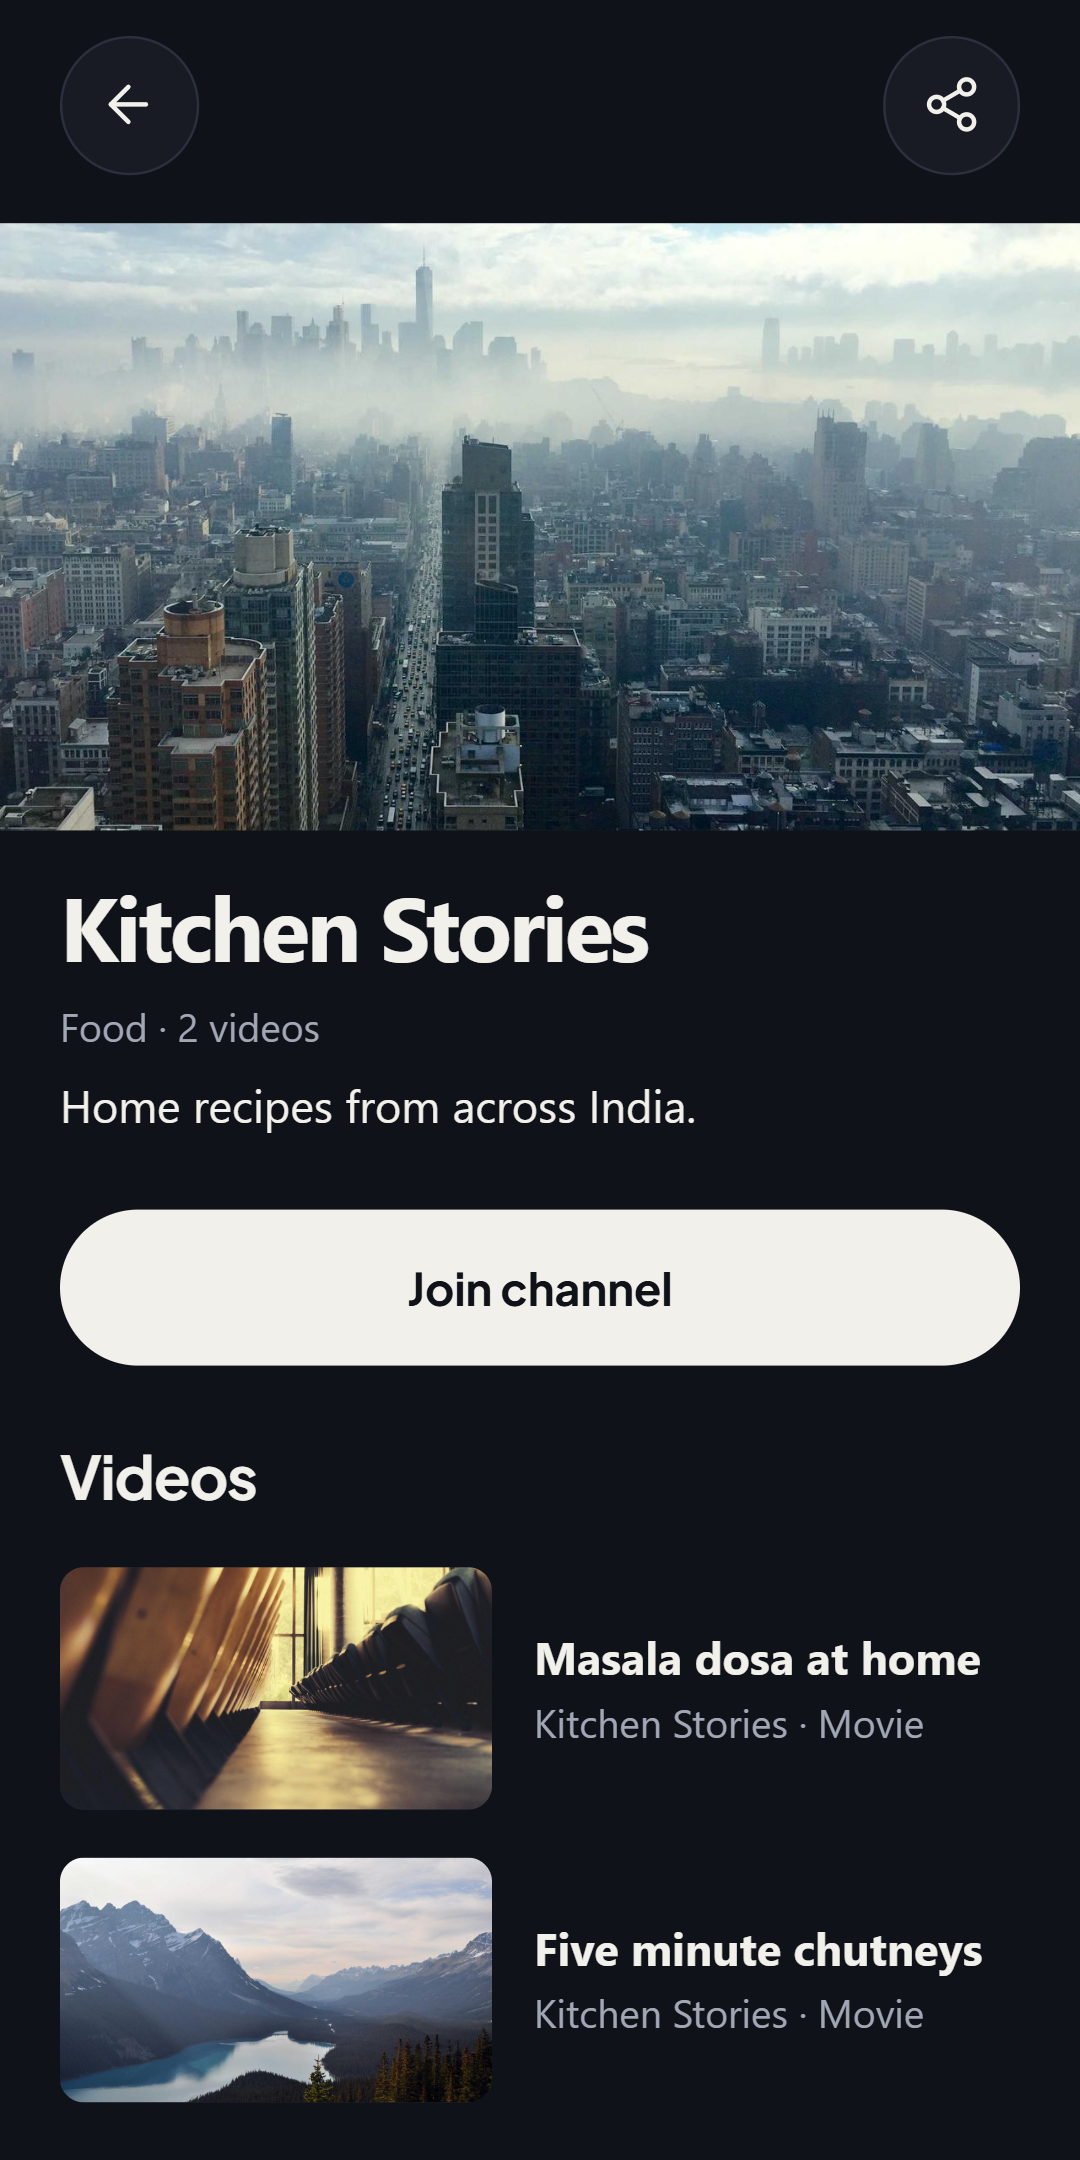 Kitchen Stories
Food · 2 videos
Home recipes from across India.
Join channel
Videos
Masala dosa at home
Kitchen Stories · Movie
Five minute chutneys
Kitchen Stories · Movie